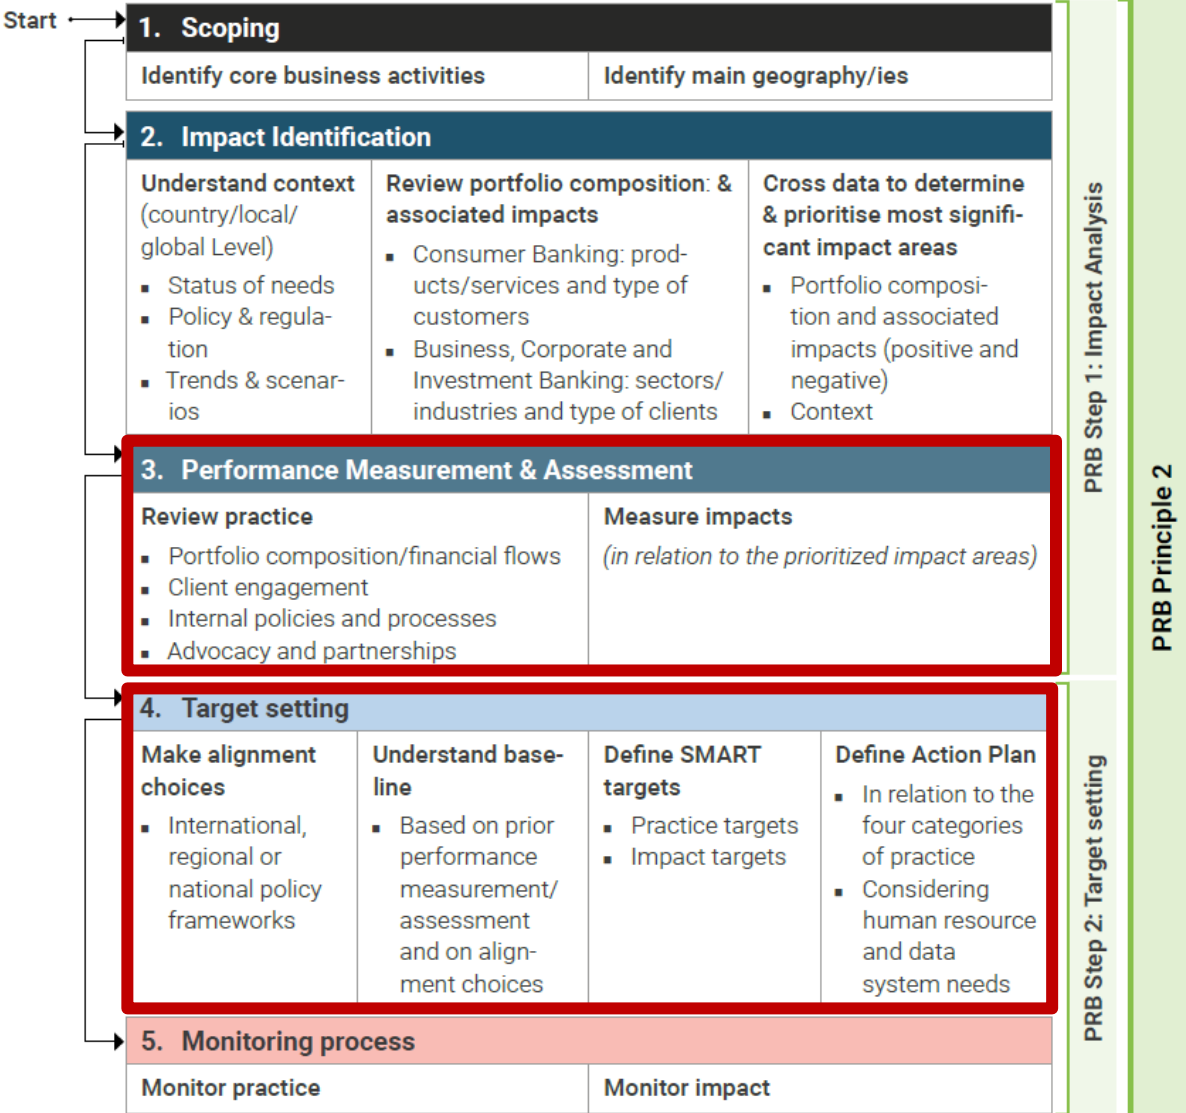 Start
1. Scoping
Identify core business activities
Identify main geography/ies
2. Impact Identification
Understand context
(country/local/
global Level)
▪ Status of needs
▪ Policy & regula-
tion
▪ Trends & scenar-
ios
Review portfolio composition: &
associated impacts
▪ Consumer Banking: prod-
ucts/services and type of
customers
▪ Business, Corporate and
Investment Banking: sectors/
industries and type of clients
Cross data to determine
& prioritise most signifi-
cant impact areas
▪ Portfolio composi-
tion and associated
impacts (positive and
negative)
▪ Context
3. Performance Measurement & Assessment
Review practice
▪ Portfolio composition/financial flows
▪ Client engagement
▪ Internal policies and processes
▪ Advocacy and partnerships
Measure impacts
(in relation to the prioritized impact areas)
4. Target setting
Make alignment
choices
▪ International,
regional or
national policy
frameworks
Understand base-
line
▪ Based on prior
performance
measurement/
assessment
and on align-
ment choices
Define SMART
targets
▪ Practice targets
▪ Impact targets
Define Action Plan
▪ In relation to the
four categories
of practice
▪ Considering
human resource
and data
system needs
5. Monitoring process
Monitor practice
Monitor impact
PRB Step 1: Impact Analysis
PRB Step 2: Target setting
PRB Principle 2